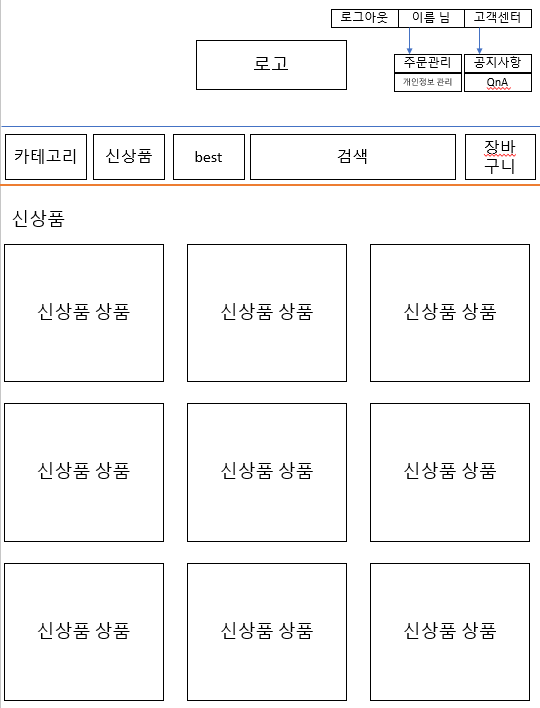 로그아웃 이름 님 고객센터
로고
주문관리 공지사항
개인정보 관리 QnA
카테고리 신상품 best 검색 장바
구니
신상품
신상품 상품 신상품 상품 신상품 상품
신상품 상품 신상품 상품 신상품 상품
신상품 상품 신상품 상품 신상품 상품